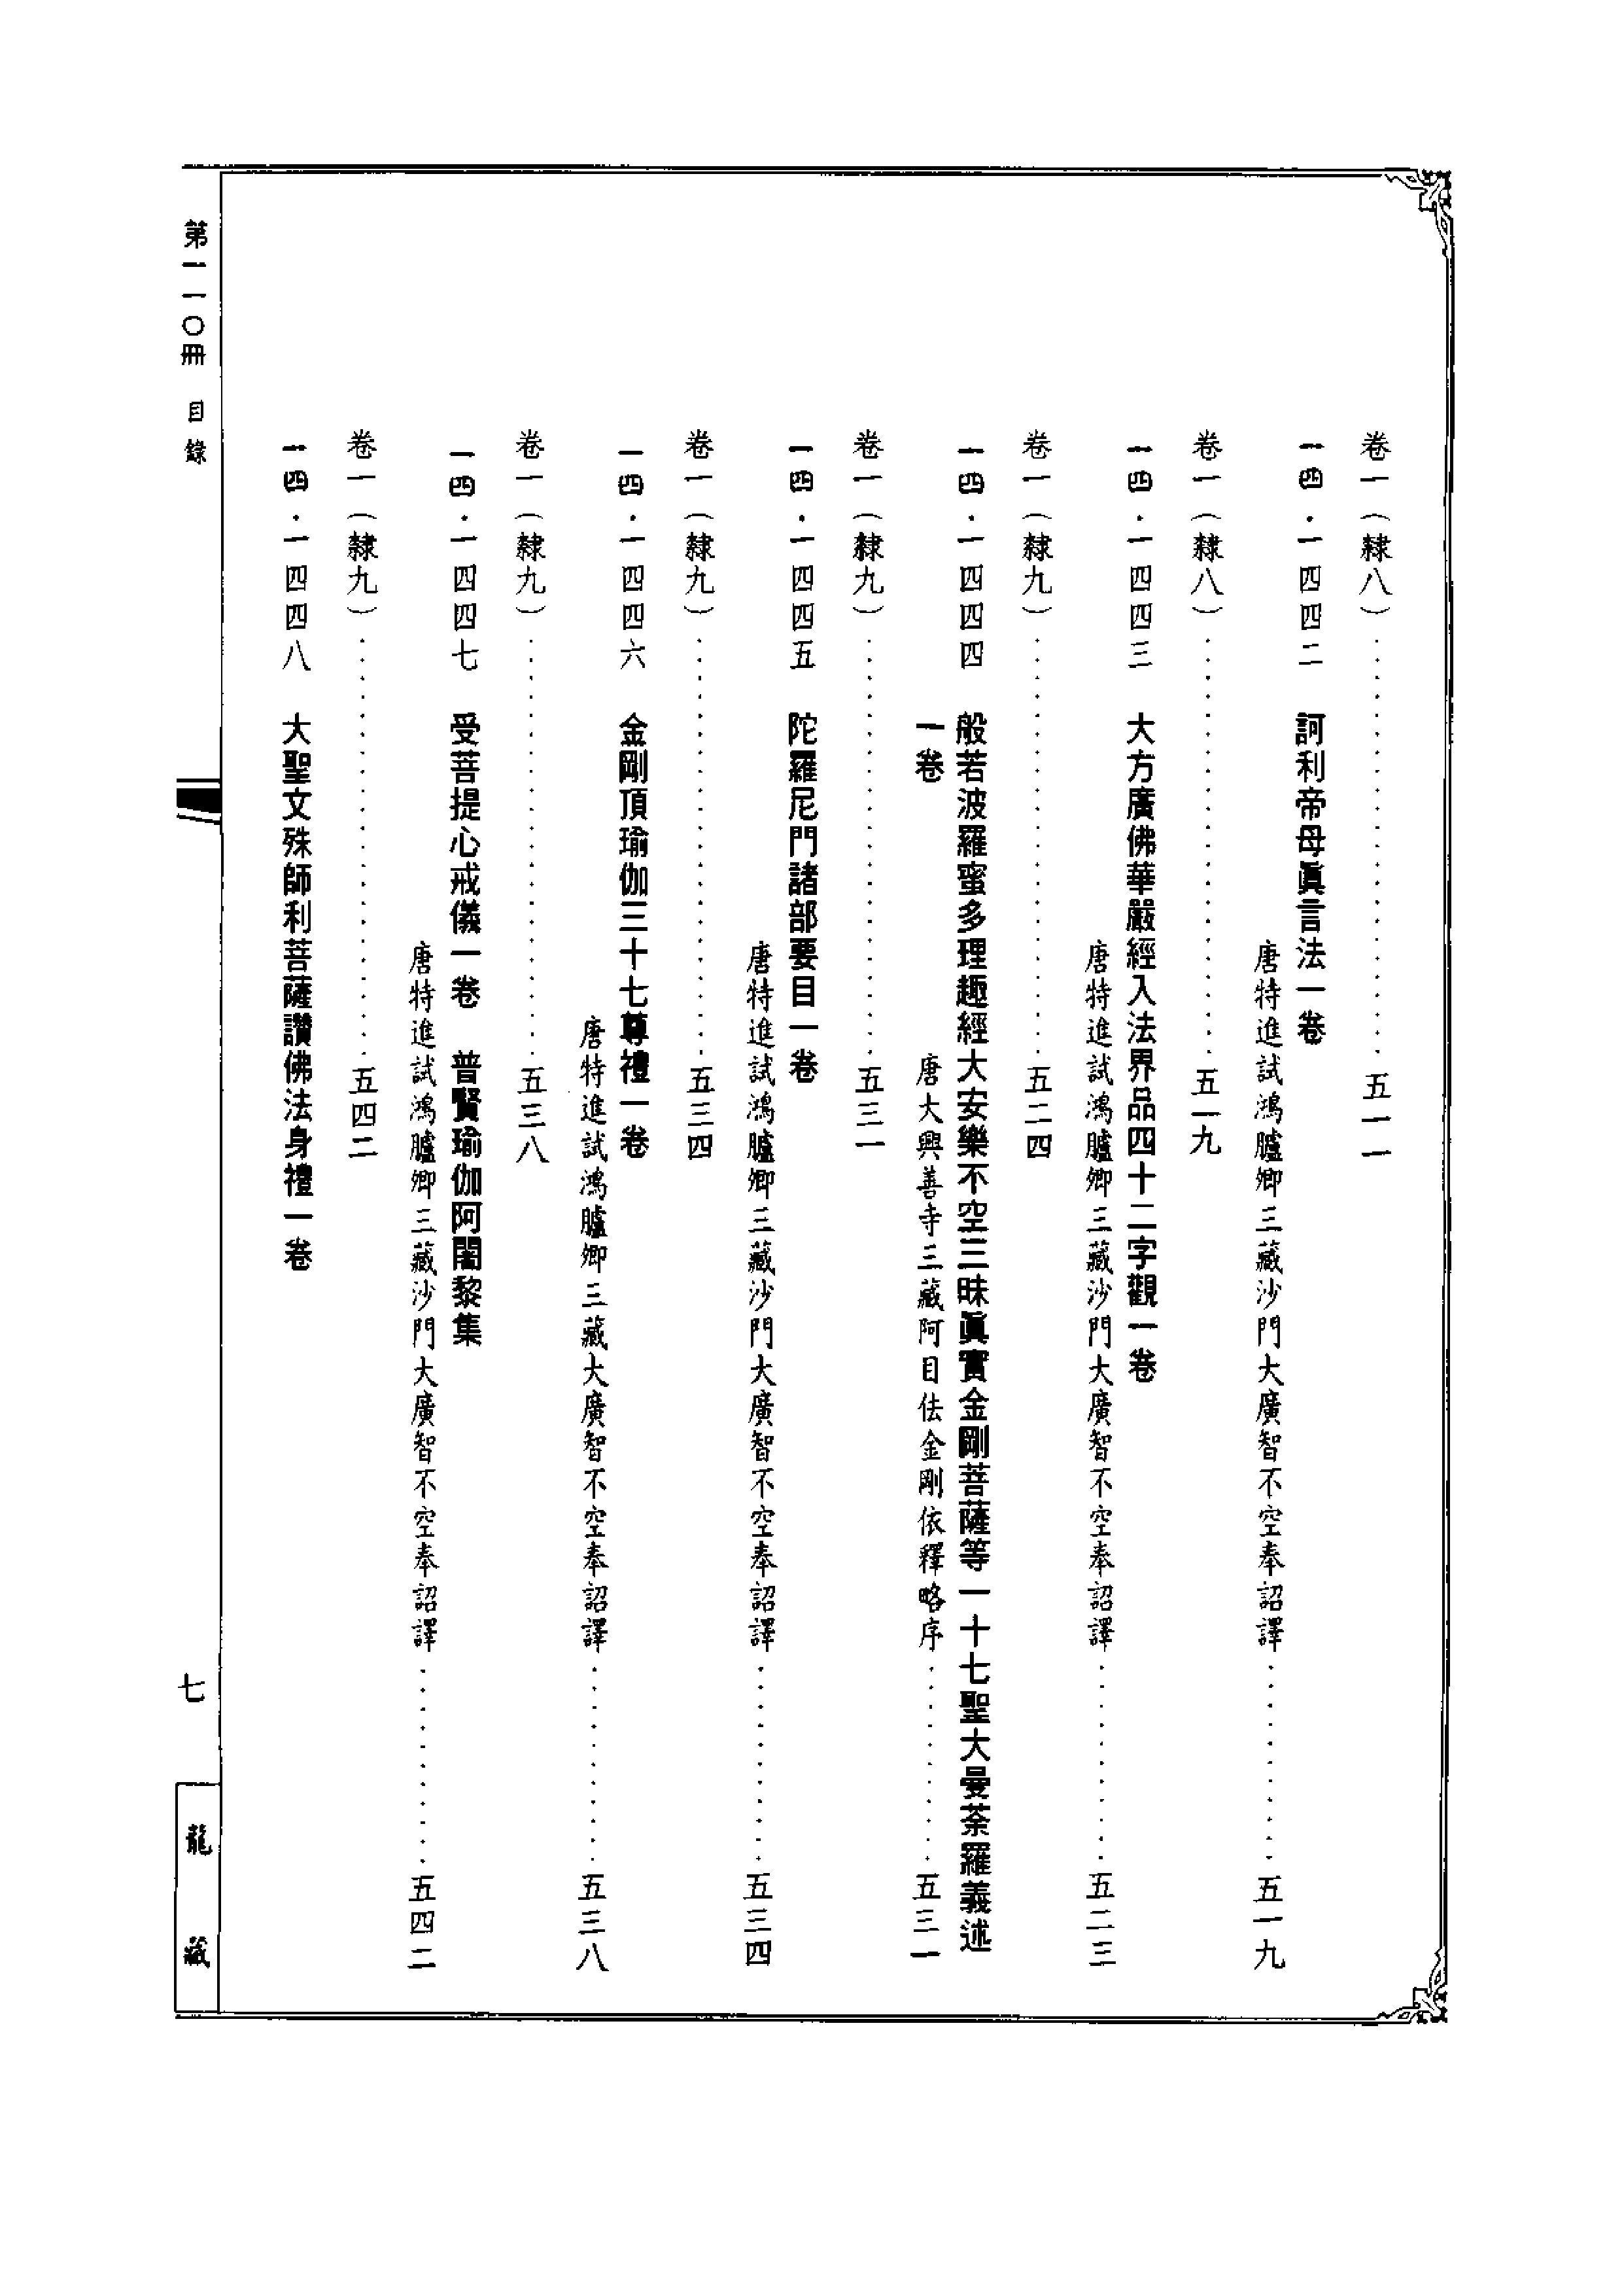 卷一(隸八)‥‥‥‥‥‥‥‥‥‥‥五一一
一四·一四四二　訶利帝母眞言法一卷
唐特進試鴻臚卿三藏沙門大廣智不空奉詔譯‥‥‥‥‥‥五一九
卷一(隸八)‥‥‥‥‥‥‥‥‥‥‥五一九
一四·一四四三　大方廣佛華嚴經入法界品四十二字觀一卷
唐特進試鴻臚卿三藏沙門大廣智不空奉詔譯‥‥‥‥‥‥五二三
卷一(隸九)‥‥‥‥‥‥‥‥‥‥‥五二四
一四·一四四四　般若波羅蜜多理趣經大安樂不空三昧眞實金剛菩薩等一十七聖大曼荼羅義述
一卷　唐大興善寺三藏阿目佉金剛依釋略序‥‥‥‥‥‥五三一
卷一(隸九)‥‥‥‥‥‥‥‥‥‥‥五三一
一四·一四四五　陀羅尼門諸部要目一卷
唐特進試鴻臚卿三藏沙門大廣智不空奉詔譯‥‥‥‥‥‥五三四
卷一(隸九)‥‥‥‥‥‥‥‥‥‥‥五三四
一四·一四四六　金剛頂瑜伽三十七尊禮一卷
唐特進試鴻臚卿三藏大廣智不空奉詔譯‥‥‥‥‥‥五三八
卷一(隸九)‥‥‥‥‥‥‥‥‥‥‥五三八
一四·一四四七　受菩提心戒儀一卷　普賢瑜伽阿闍黎集
唐特進試鴻臚卿三藏沙門大廣智不空奉詔譯‥‥‥‥‥‥五四二
卷一(隸九)‥‥‥‥‥‥‥‥‥‥‥五四二
一四·一四四八　大聖文殊師利菩薩讚佛法身禮一卷
第一一〇冊　目錄
七
龍藏